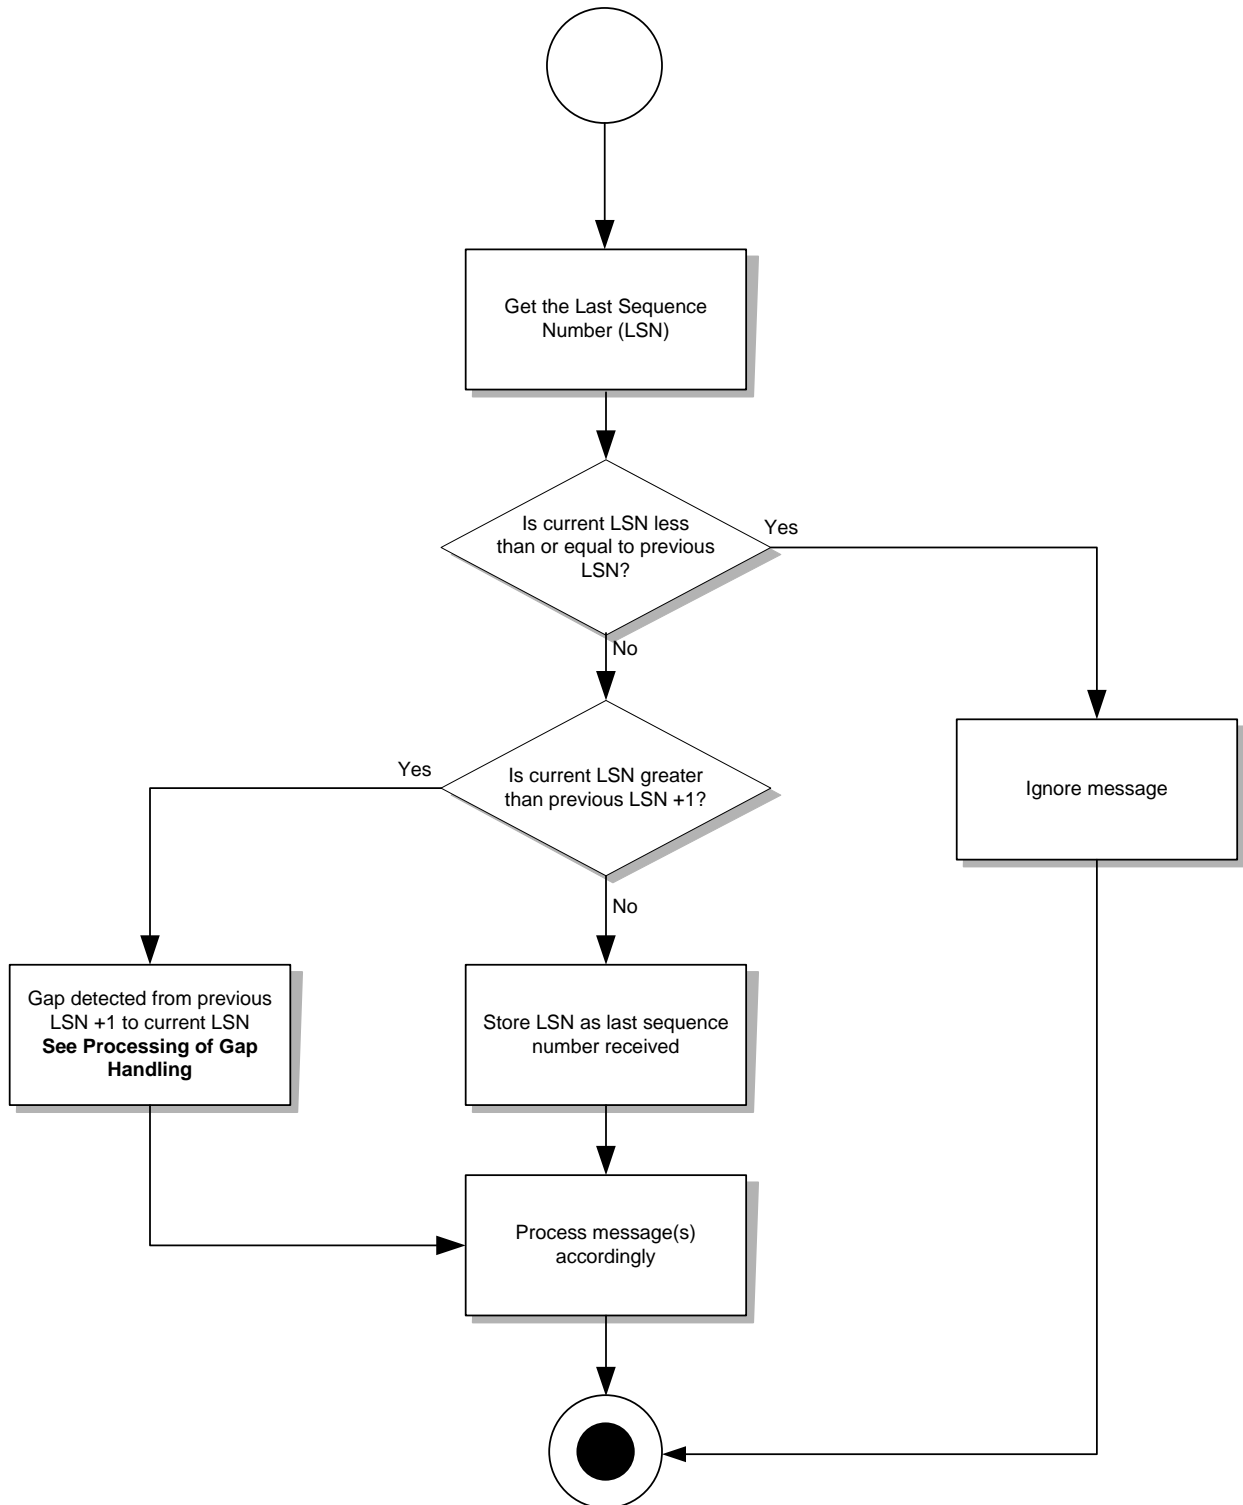 Get the Last Sequence
Number (LSN)
Is current LSN less
than or equal to previous
LSN?
Yes
No
Is current LSN greater
than previous LSN +1?
Yes
Ignore message
No
Gap detected from previous
LSN +1 to current LSN
See Processing of Gap
Handling
Store LSN as last sequence
number received
Process message(s)
accordingly